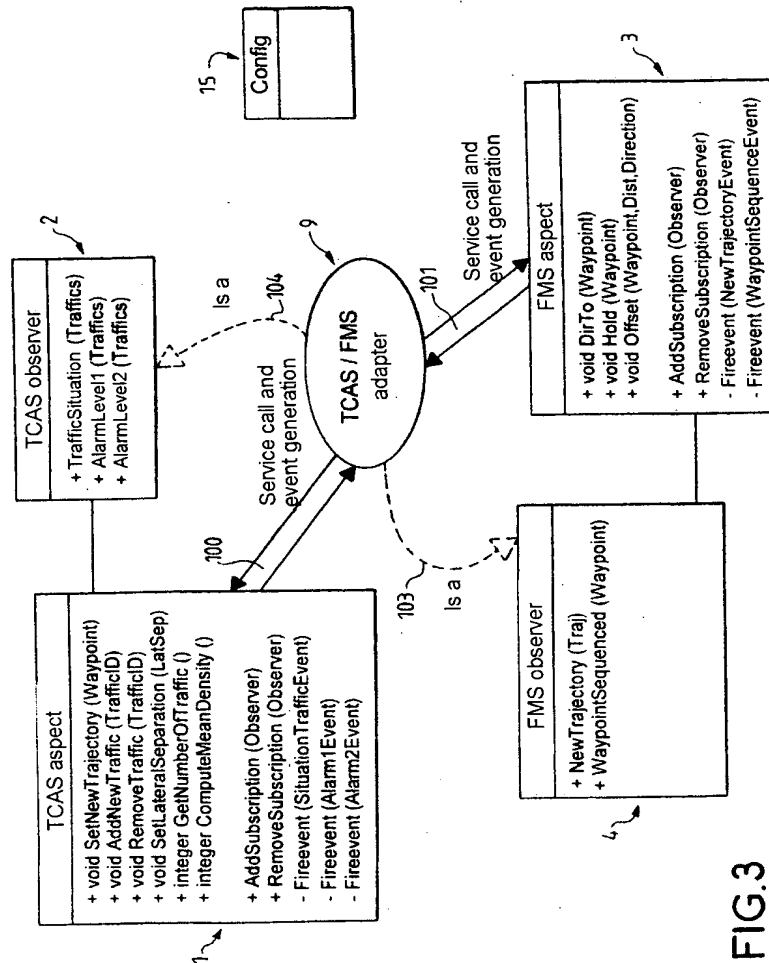 TCAS aspect
+ void SetNewTrajectory (Waypoint)
+ void AddNewTraffic (TrafficID)
+ void RemoveTraffic (TrafficID)
+ void SetLateralSeparation (LatSep)
+ integer GetNumberOfTraffic ()
+ integer ComputeMeanDensity ()
+ AddSubscription (Observer)
+ RemoveSubscription (Observer)
- Fireevent (SituationTrafficEvent)
- Fireevent (Alarm1Event)
- Fireevent (Alarm2Event)
1
TCAS observer
+TrafficSituation (Traffics)
+ AlarmLevel1 (Traffics)
+ AlarmLevel2 (Traffics)
2
Is a
104
Service call and
event generation
100
TCAS / FMS
adapter
9
103
Is a
Service call and
event generation
101
Config
15
FMS observer
+ NewTrajectory (Traj)
+ WaypointSequenced (Waypoint)
4
FMS aspect
+ void DirTo (Waypoint)
+ void Hold (Waypoint)
+ void Offset (Waypoint,Dist,Direction)
+ AddSubscription (Observer)
+ RemoveSubscription (Observer)
- Fireevent (NewTrajectoryEvent)
- Fireevent (WaypointSequenceEvent)
3
FIG.3